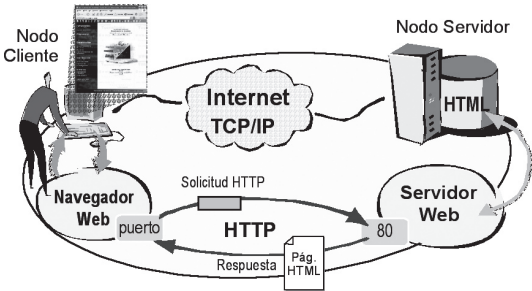 Nodo
Cliente
Nodo Servidor
Internet
TCP/IP
HTML
Navegador
Web
puerto
Solicitud HTTP
HTTP
Respuesta
Pág.
HTML
80
Servidor
Web